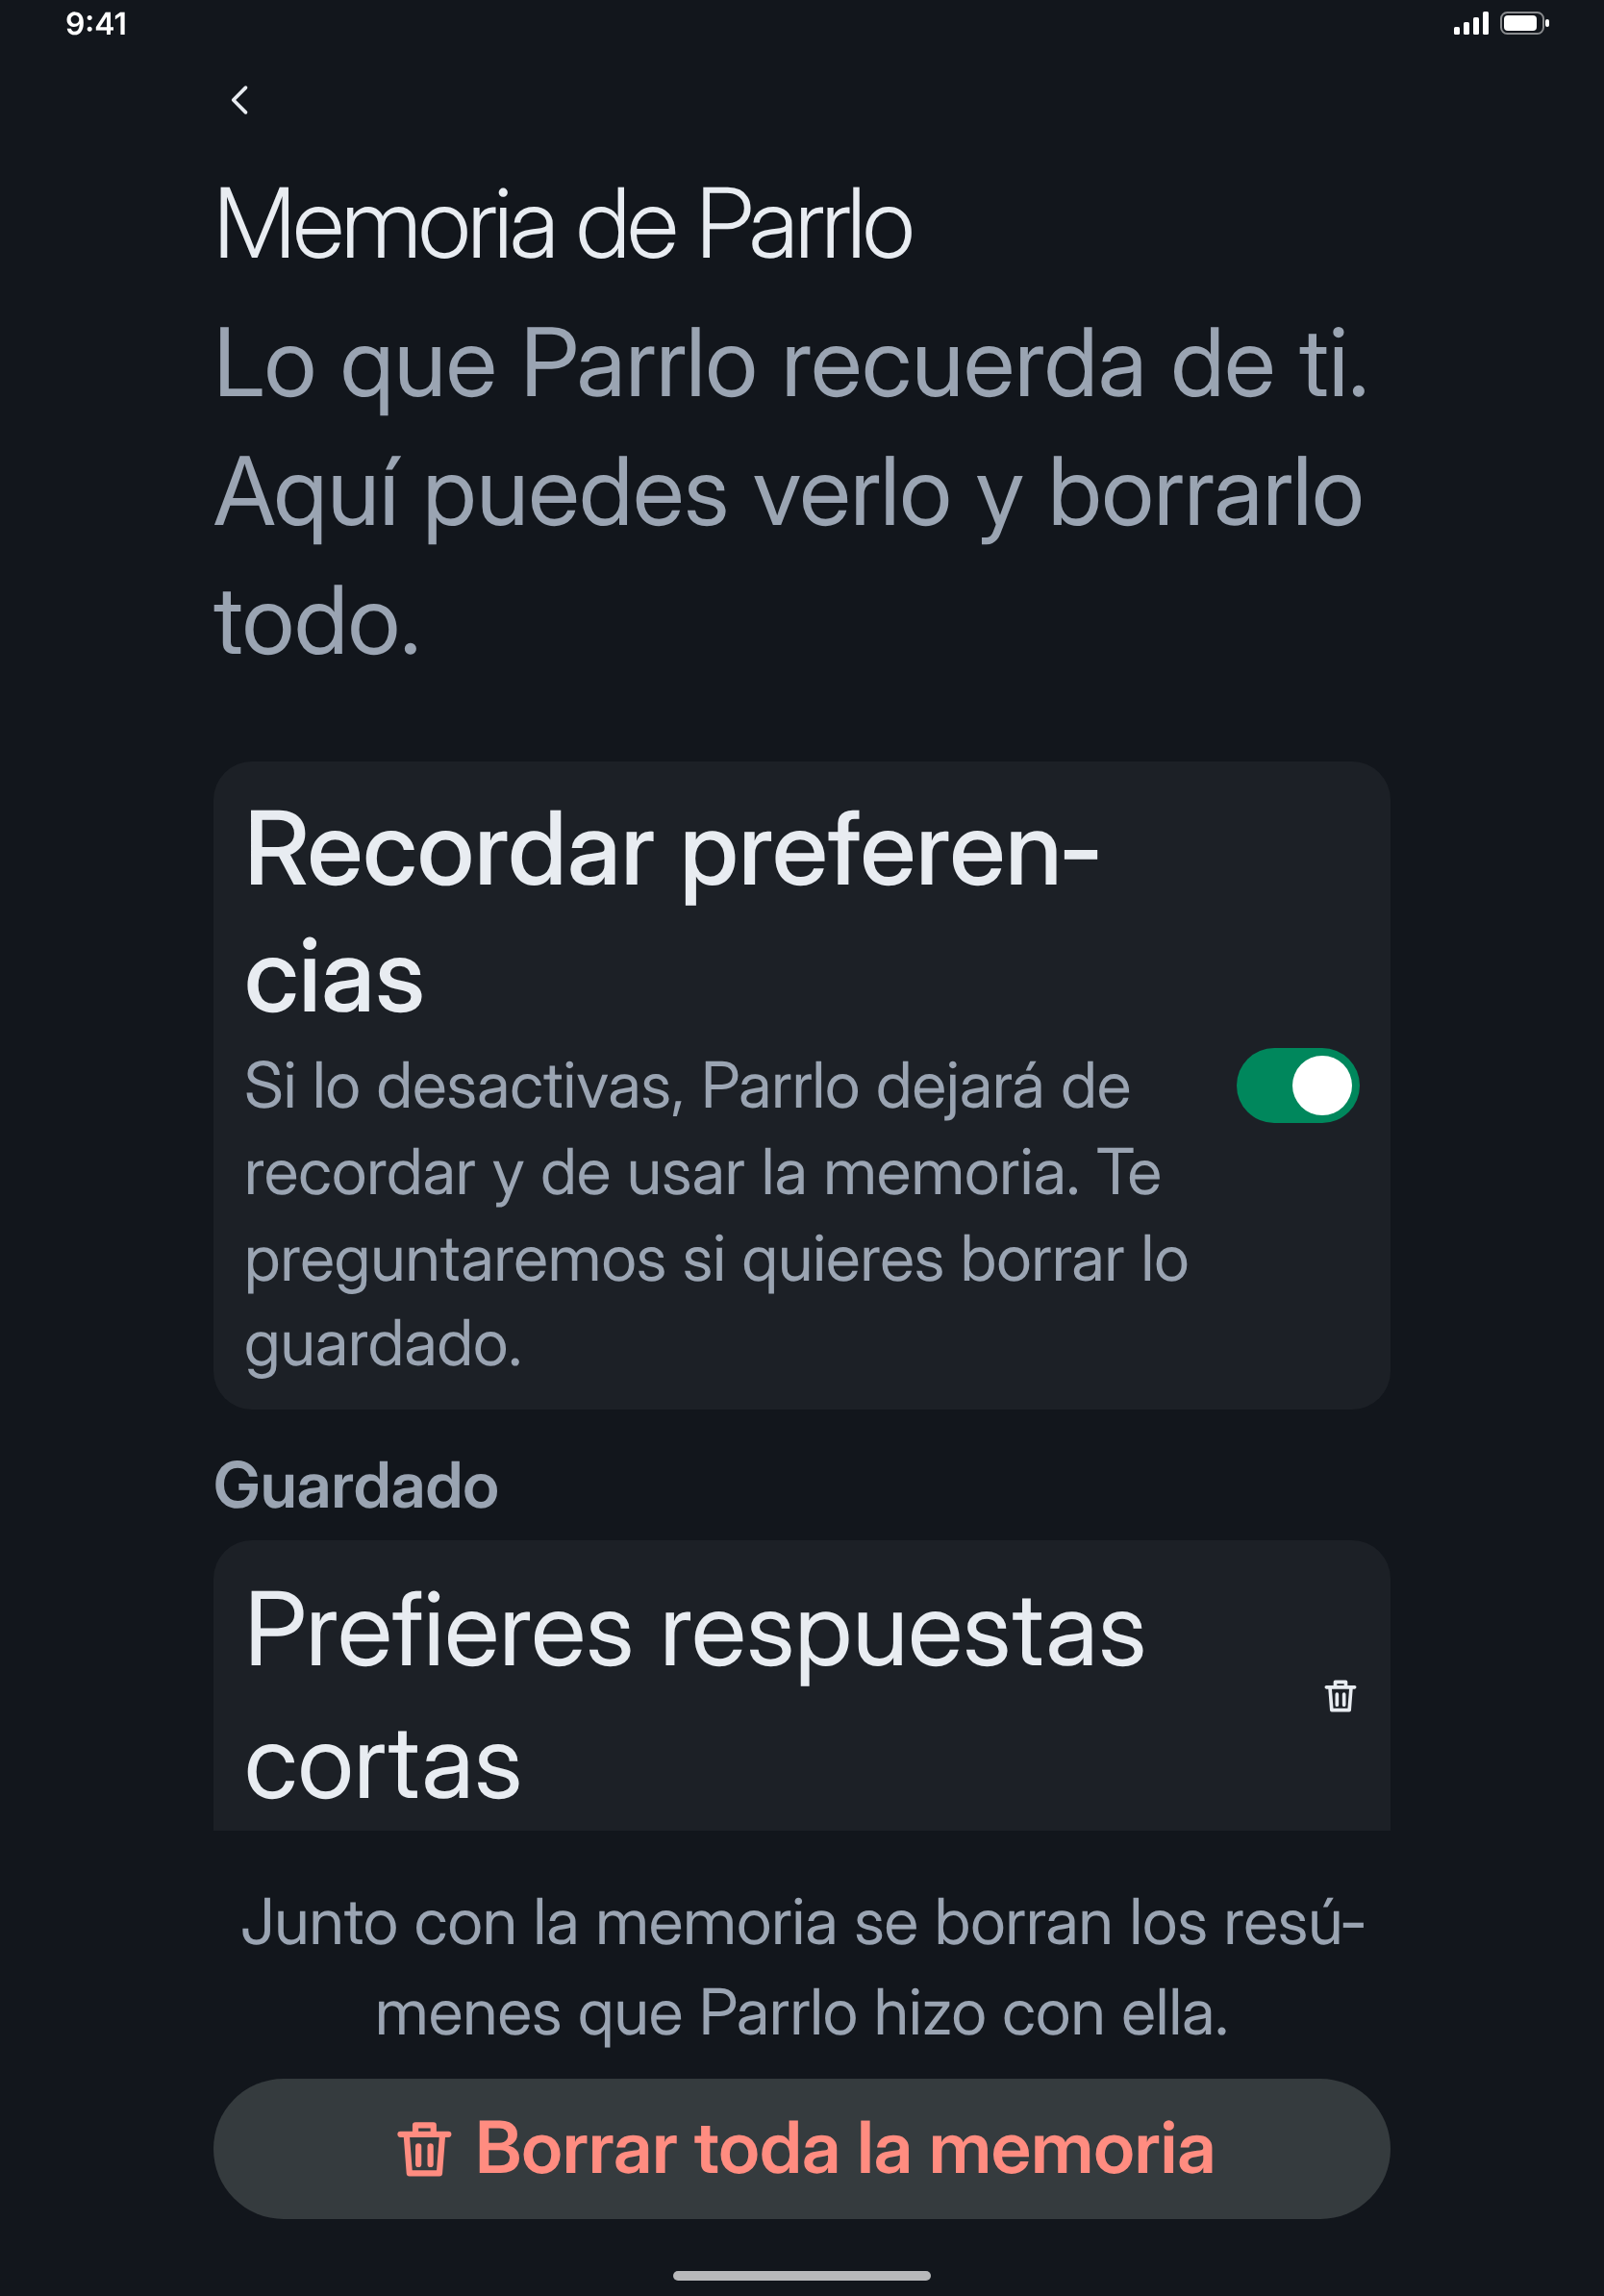 9:41
Memoria de Parrlo
Lo que Parrlo recuerda de ti.
Aquí puedes verlo y borrarlo
todo.
Recordar preferen-
cias
Si lo desactivas, Parrlo dejará de
recordar y de usar la memoria. Te
preguntaremos si quieres borrar lo
guardado.
Guardado
Prefieres respuestas
cortas
Junto con la memoria se borran los resú-
menes que Parrlo hizo con ella.
Borrar toda la memoria